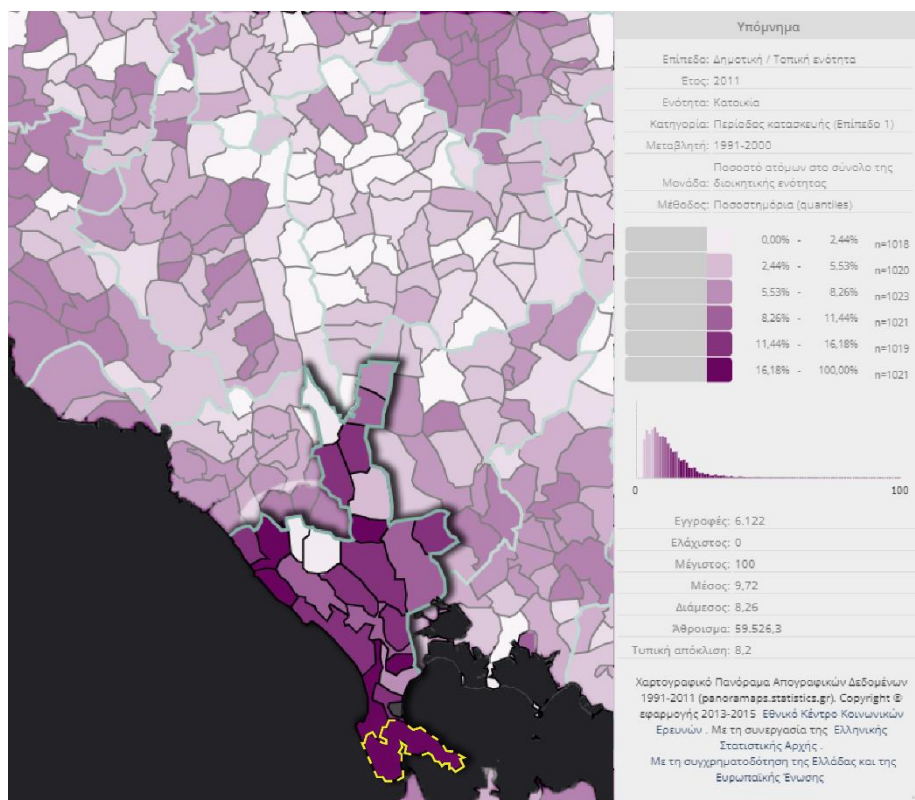 Υπόμνημα
Επίπεδο: Δημοτική / Τοπική ενότητα
Έτος: 2011
Ενότητα: Κατοικία
Κατηγορία: Περίοδος κατασκευής (Επίπεδο 1)
Μεταβλητή: 1991-2000
Ποσοστό ατόμων στο σύνολο της
Μονάδα: διοικητικής ενότητας
Μέθοδος: Ποσοστημόρια (quantiles)
0,00% - 2,44% n=1018
2,44% - 5,53% n=1020
5,53% - 8,26% n=1023
8,26% - 11,44% n=1021
11,44% - 16,18% n=1019
16,18% - 100,00% n=1021
0 100
Εγγραφές: 6.122
Ελάχιστος: 0
Μέγιστος: 100
Μέσος: 9,72
Διάμεσος: 8,26
Άθροισμα: 59.526,3
Τυπική απόκλιση: 8,2
Χαρτογραφικό Πανόραμα Απογραφικών Δεδομένων
1991-2011 (panoramaps.statistics.gr). Copyright ©
εφαρμογής 2013-2015 Εθνικό Κέντρο Κοινωνικών
Ερευνών . Με τη συνεργασία της Ελληνικής
Στατιστικής Αρχής .
Με τη συγχρηματοδότηση της Ελλάδας και της
Ευρωπαϊκής Ένωσης